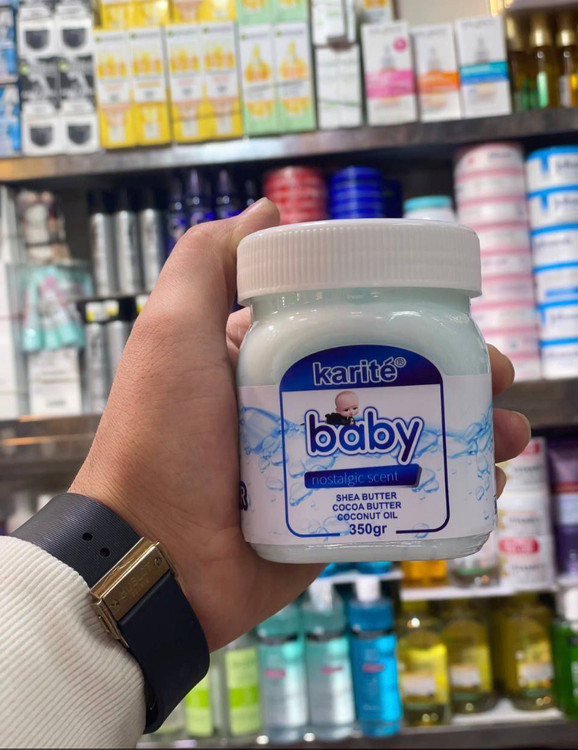 karité®
baby
nostalgic scent
SHEA BUTTER
COCOA BUTTER
COCONUT OIL
350gr